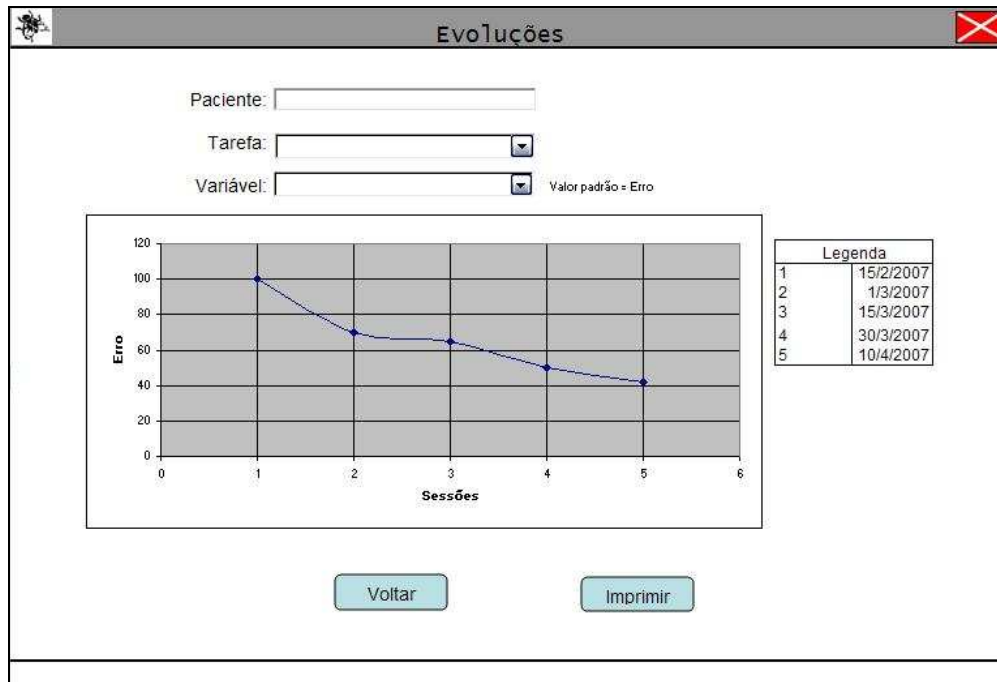 Evoluções
Paciente:
Tarefa:
Variável:
Valor padrão = Erro
120
100
80
60
40
20
0
Erro
0 1 2 3 4 5 6
Sessões
Legenda
1 15/2/2007
2 1/3/2007
3 15/3/2007
4 30/3/2007
5 10/4/2007
Voltar Imprimir